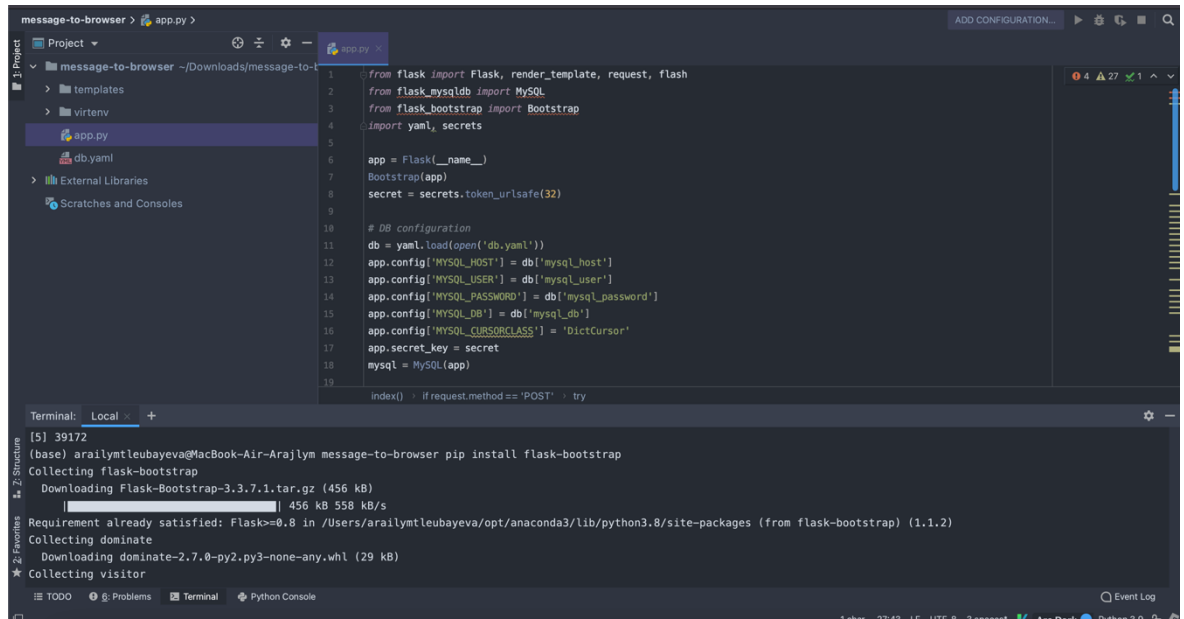 message-to-browser > app.py >
ADD CONFIGURATION...
1: Project
Project
message-to-browser ~/Downloads/message-to-b
templates
virtenv
app.py
db.yaml
External Libraries
Scratches and Consoles
app.py
4 27 1
1 from flask import Flask, render_template, request, flash
2 from flask_mysqldb import MySQL
3 from flask_bootstrap import Bootstrap
4 import yaml, secrets
5
6 app = Flask(__name__)
7 Bootstrap(app)
8 secret = secrets.token_urlsafe(32)
9
10 # DB configuration
11 db = yaml.load(open('db.yaml'))
12 app.config['MYSQL_HOST'] = db['mysql_host']
13 app.config['MYSQL_USER'] = db['mysql_user']
14 app.config['MYSQL_PASSWORD'] = db['mysql_password']
15 app.config['MYSQL_DB'] = db['mysql_db']
16 app.config['MYSQL_CURSORCLASS'] = 'DictCursor'
17 app.secret_key = secret
18 mysql = MySQL(app)
19
index() > if request.method == 'POST' > try
Terminal: Local × +
Z: Structure
2: Favorites
[5] 39172
(base) arailymtleubayeva@MacBook-Air-Arajlym message-to-browser pip install flask-bootstrap
Collecting flask-bootstrap
Downloading Flask-Bootstrap-3.3.7.1.tar.gz (456 kB)
| | 456 kB 558 kB/s
Requirement already satisfied: Flask>=0.8 in /Users/arailymtleubayeva/opt/anaconda3/lib/python3.8/site-packages (from flask-bootstrap) (1.1.2)
Collecting dominate
Downloading dominate-2.7.0-py2.py3-none-any.whl (29 kB)
Collecting visitor
TODO 6: Problems Terminal Python Console Event Log